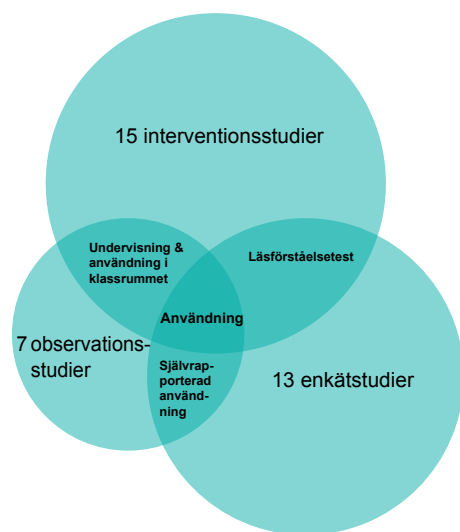 15 interventionsstudier
Undervisning &
användning i
klassrummet
Läsförståelsetest
Användning
7 observations-
studier
Självrap-
porterad
använd-
ning
13 enkätstudier